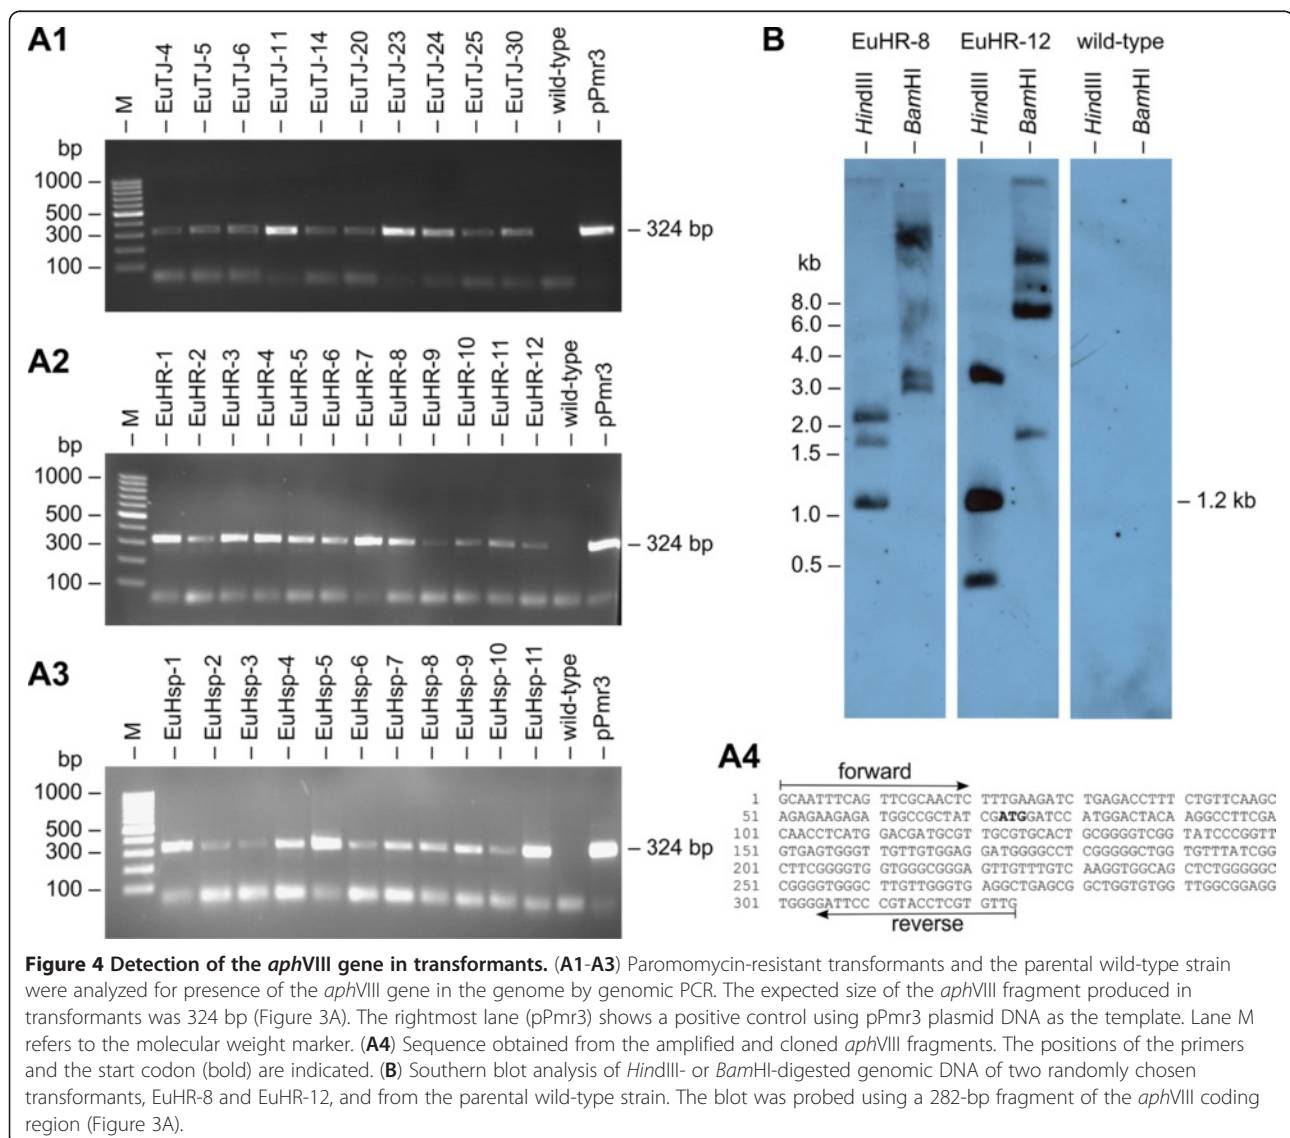 A1
M
EuTJ-4
EuTJ-5
EuTJ-6
EuTJ-11
EuTJ-14
EuTJ-20
EuTJ-23
EuTJ-24
EuTJ-25
EuTJ-30
wild-type
pPmr3
bp
1000
500
300
100
324 bp
A2
M
EuHR-1
EuHR-2
EuHR-3
EuHR-4
EuHR-5
EuHR-6
EuHR-7
EuHR-8
EuHR-9
EuHR-10
EuHR-11
EuHR-12
wild-type
pPmr3
bp
1000
500
300
100
324 bp
A3
M
EuHsp-1
EuHsp-2
EuHsp-3
EuHsp-4
EuHsp-5
EuHsp-6
EuHsp-7
EuHsp-8
EuHsp-9
EuHsp-10
EuHsp-11
wild-type
pPmr3
bp
1000
500
300
100
324 bp
B
EuHR-8 EuHR-12 wild-type
HindIII
BamHI
HindIII
BamHI
HindIII
BamHI
kb
8.0
6.0
4.0
3.0
2.0
1.5
1.0
0.5
1.2 kb
A4
forward
1 GCAATTTCAG TTCGCAACTC TTTGAAGATC TGAGACCTTT CTGTTCAAGC
51 AGAGAAGAGA TGGCCGCTAT CGATGGATCC ATGGACTACA AGGCCTTCGA
101 CAACCTCATG GACGATGCGT TGCGTGCACT GCGGGGTCGG TATCCCGGTT
151 GTGAGTGGGT TGTTGTGGAG GATGGGGCCT CGGGGGCTGG TGTTTATCGG
201 CTTCGGGGTG GTGGGCGGGA GTTGTTTGTC AAGGTGGCAG CTCTGGGGGC
251 CGGGGTGGGC TTGTTGGGTG AGGCTGAGCG GCTGGTGTGG TTGGCGGAGG
301 TGGGGATTCC CGTACCTCGT GTTG
reverse
Figure 4 Detection of the aphVIII gene in transformants. (A1-A3) Paromomycin-resistant transformants and the parental wild-type strain
were analyzed for presence of the aphVIII gene in the genome by genomic PCR. The expected size of the aphVIII fragment produced in
transformants was 324 bp (Figure 3A). The rightmost lane (pPmr3) shows a positive control using pPmr3 plasmid DNA as the template. Lane M
refers to the molecular weight marker. (A4) Sequence obtained from the amplified and cloned aphVIII fragments. The positions of the primers
and the start codon (bold) are indicated. (B) Southern blot analysis of HindIII- or BamHI-digested genomic DNA of two randomly chosen
transformants, EuHR-8 and EuHR-12, and from the parental wild-type strain. The blot was probed using a 282-bp fragment of the aphVIII coding
region (Figure 3A).